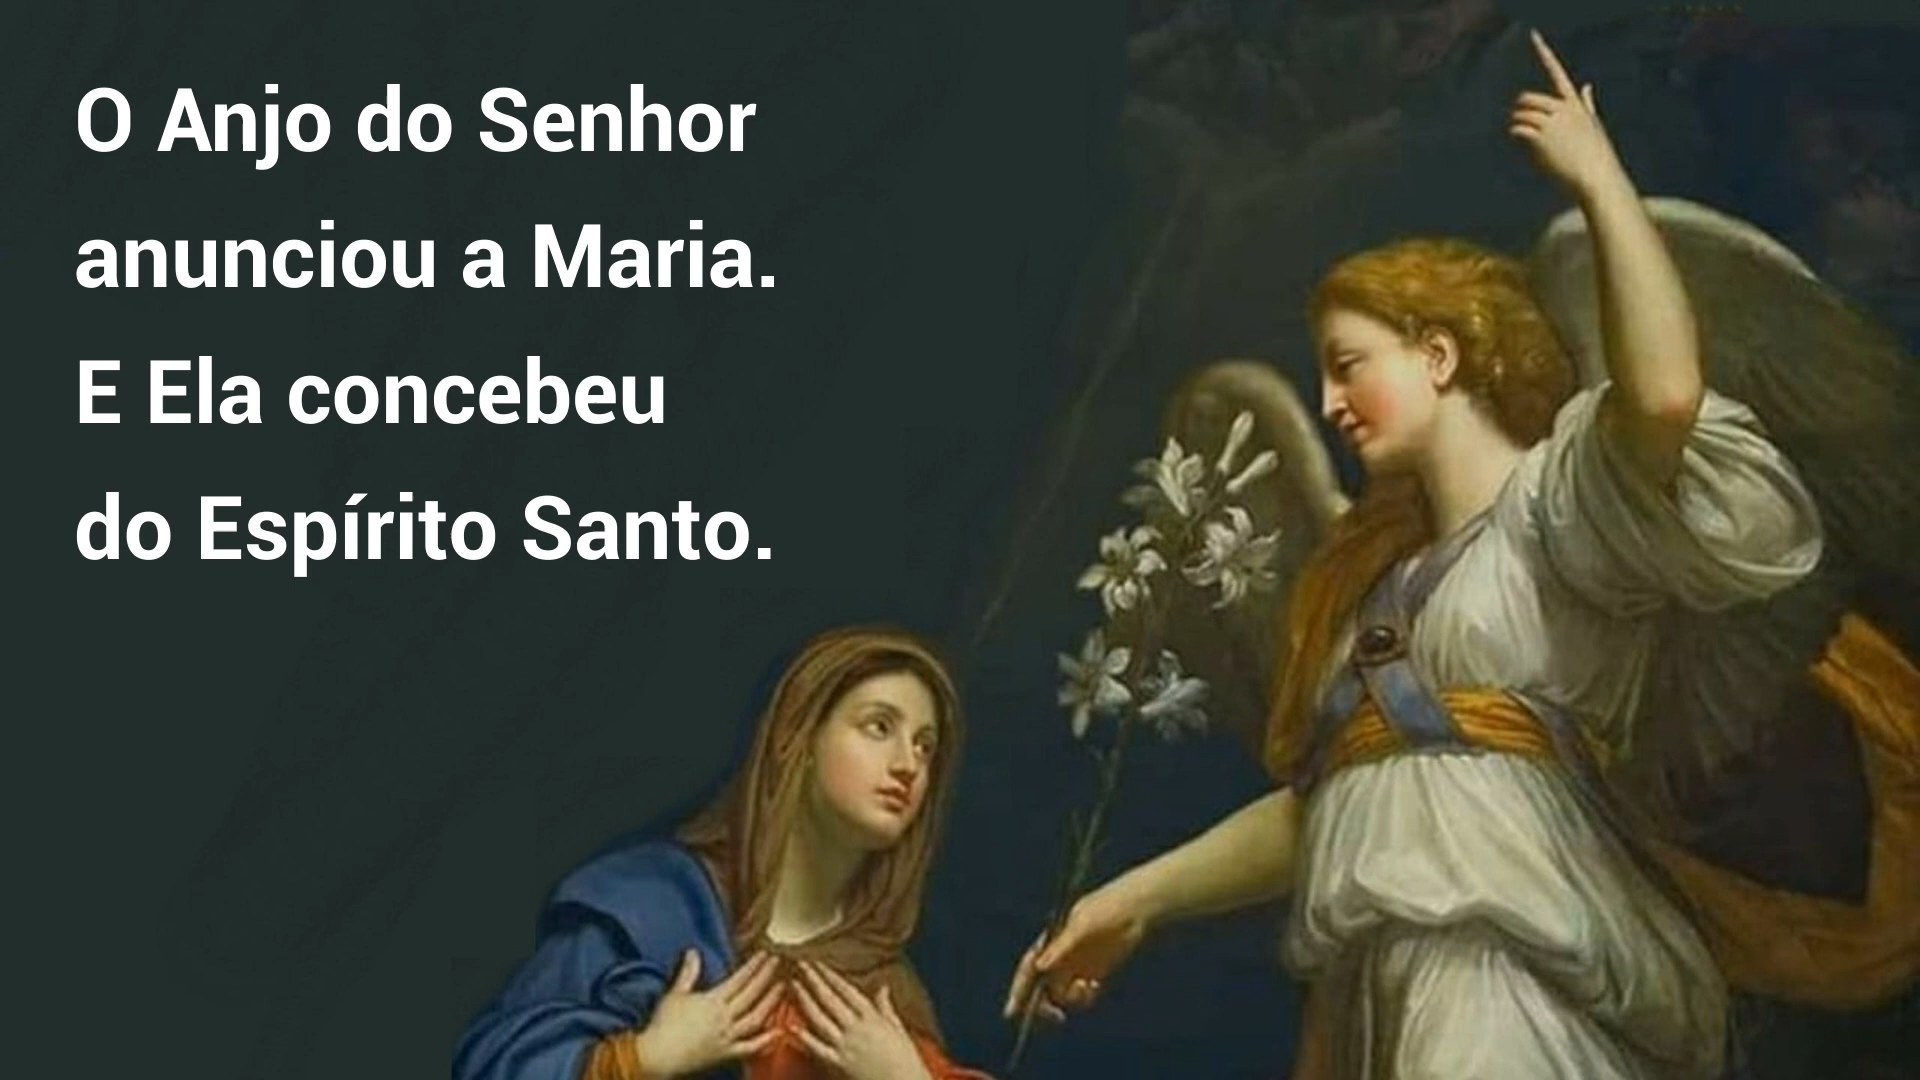 O Anjo do Senhor
anunciou a Maria.
E Ela concebeu
do Espírito Santo.